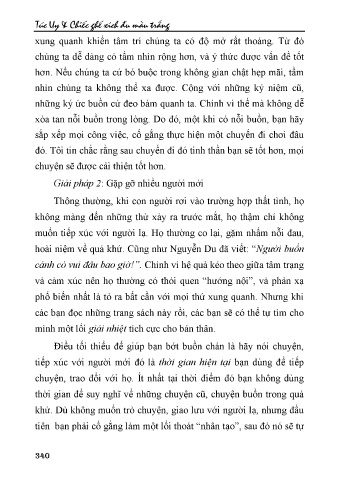 Túc Uy & Chiếc ghế xích đu màu trắng
xung quanh khiến tâm trí chúng ta có độ mở rất thoáng. Từ đó
chúng ta dễ dàng có tầm nhìn rộng hơn, và ý thức được vấn đề tốt
hơn. Nếu chúng ta cứ bó buộc trong không gian chật hẹp mãi, tầm
nhìn chúng ta không thể xa được. Cộng với những kỷ niệm cũ,
những ký ức buồn cứ đeo bám quanh ta. Chính vì thế mà không dễ
xóa tan nỗi buồn trong lòng. Do đó, một khi có nỗi buồn, bạn hãy
sắp xếp mọi công việc, cố gắng thực hiện một chuyến đi chơi đâu
đó. Tôi tin chắc rằng sau chuyến đi đó tinh thần bạn sẽ tốt hơn, mọi
chuyện sẽ được cải thiện tốt hơn.
Giải pháp 2: Gặp gỡ nhiều người mới
Thông thường, khi con người rơi vào trường hợp thất tình, họ
không màng đến những thứ xảy ra trước mắt, họ thậm chí không
muốn tiếp xúc với người lạ. Họ thường co lại, gặm nhấm nỗi đau,
hoài niệm về quá khứ. Cũng như Nguyễn Du đã viết: “Người buồn
cảnh có vui đâu bao giờ!”. Chính vì hệ quả kéo theo giữa tâm trạng
và cảm xúc nên họ thường có thói quen “hướng nội”, và phản xạ
phổ biến nhất là tỏ ra bất cần với mọi thứ xung quanh. Nhưng khi
các bạn đọc những trang sách này rồi, các bạn sẽ có thể tự tìm cho
mình một lối giải nhiệt tích cực cho bản thân.
Điều tối thiểu để giúp bạn bớt buồn chán là hãy nói chuyện,
tiếp xúc với người mới đó là thời gian hiện tại bạn dùng để tiếp
chuyện, trao đổi với họ. Ít nhất tại thời điểm đó bạn không dùng
thời gian để suy nghĩ về những chuyện cũ, chuyện buồn trong quá
khứ. Dù không muốn trò chuyện, giao lưu với người lạ, nhưng đầu
tiên bạn phải cố gắng làm một lối thoát “nhân tạo”, sau đó nó sẽ tự
340